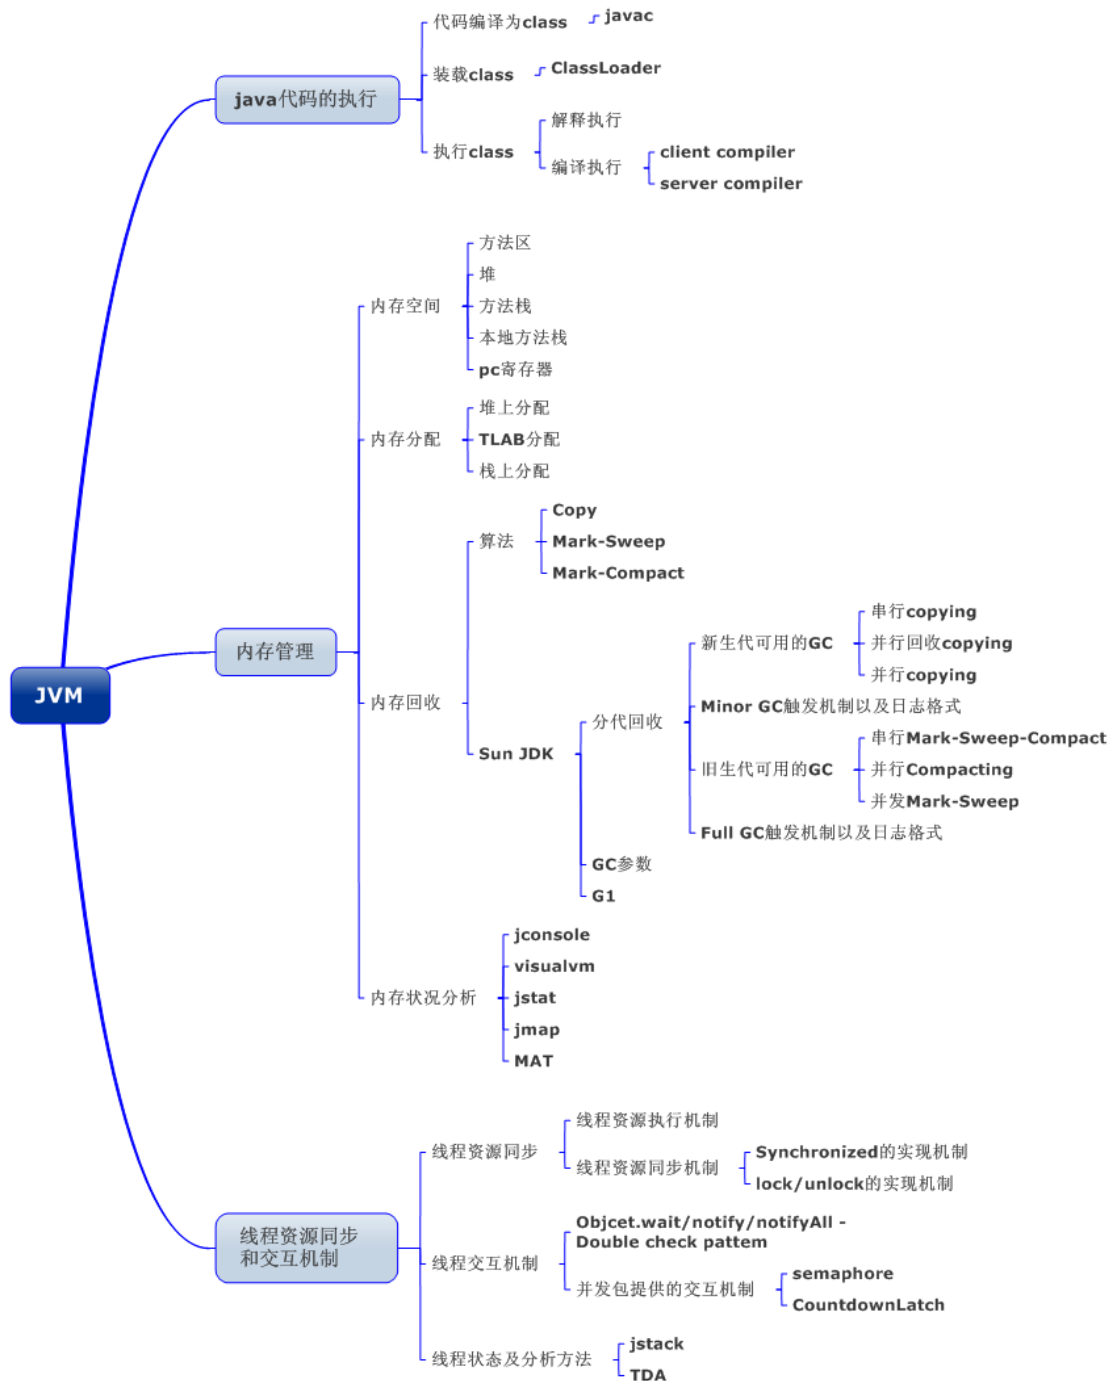 JVM
java代码的执行
代码编译为class
javac
装载class
ClassLoader
执行class
解释执行
编译执行
client compiler
server compiler
内存管理
内存空间
方法区
堆
方法栈
本地方法栈
pc寄存器
内存分配
堆上分配
TLAB分配
栈上分配
内存回收
算法
Copy
Mark-Sweep
Mark-Compact
Sun JDK
分代回收
新生代可用的GC
串行copying
并行回收copying
并行copying
Minor GC触发机制以及日志格式
旧生代可用的GC
串行Mark-Sweep-Compact
并行Compacting
并发Mark-Sweep
Full GC触发机制以及日志格式
GC参数
G1
内存状况分析
jconsole
visualvm
jstat
jmap
MAT
线程资源同步
和交互机制
线程资源同步
线程资源执行机制
线程资源同步机制
Synchronized的实现机制
lock/unlock的实现机制
线程交互机制
Objcet.wait/notify/notifyAll -
Double check pattem
并发包提供的交互机制
semaphore
CountdownLatch
线程状态及分析方法
jstack
TDA